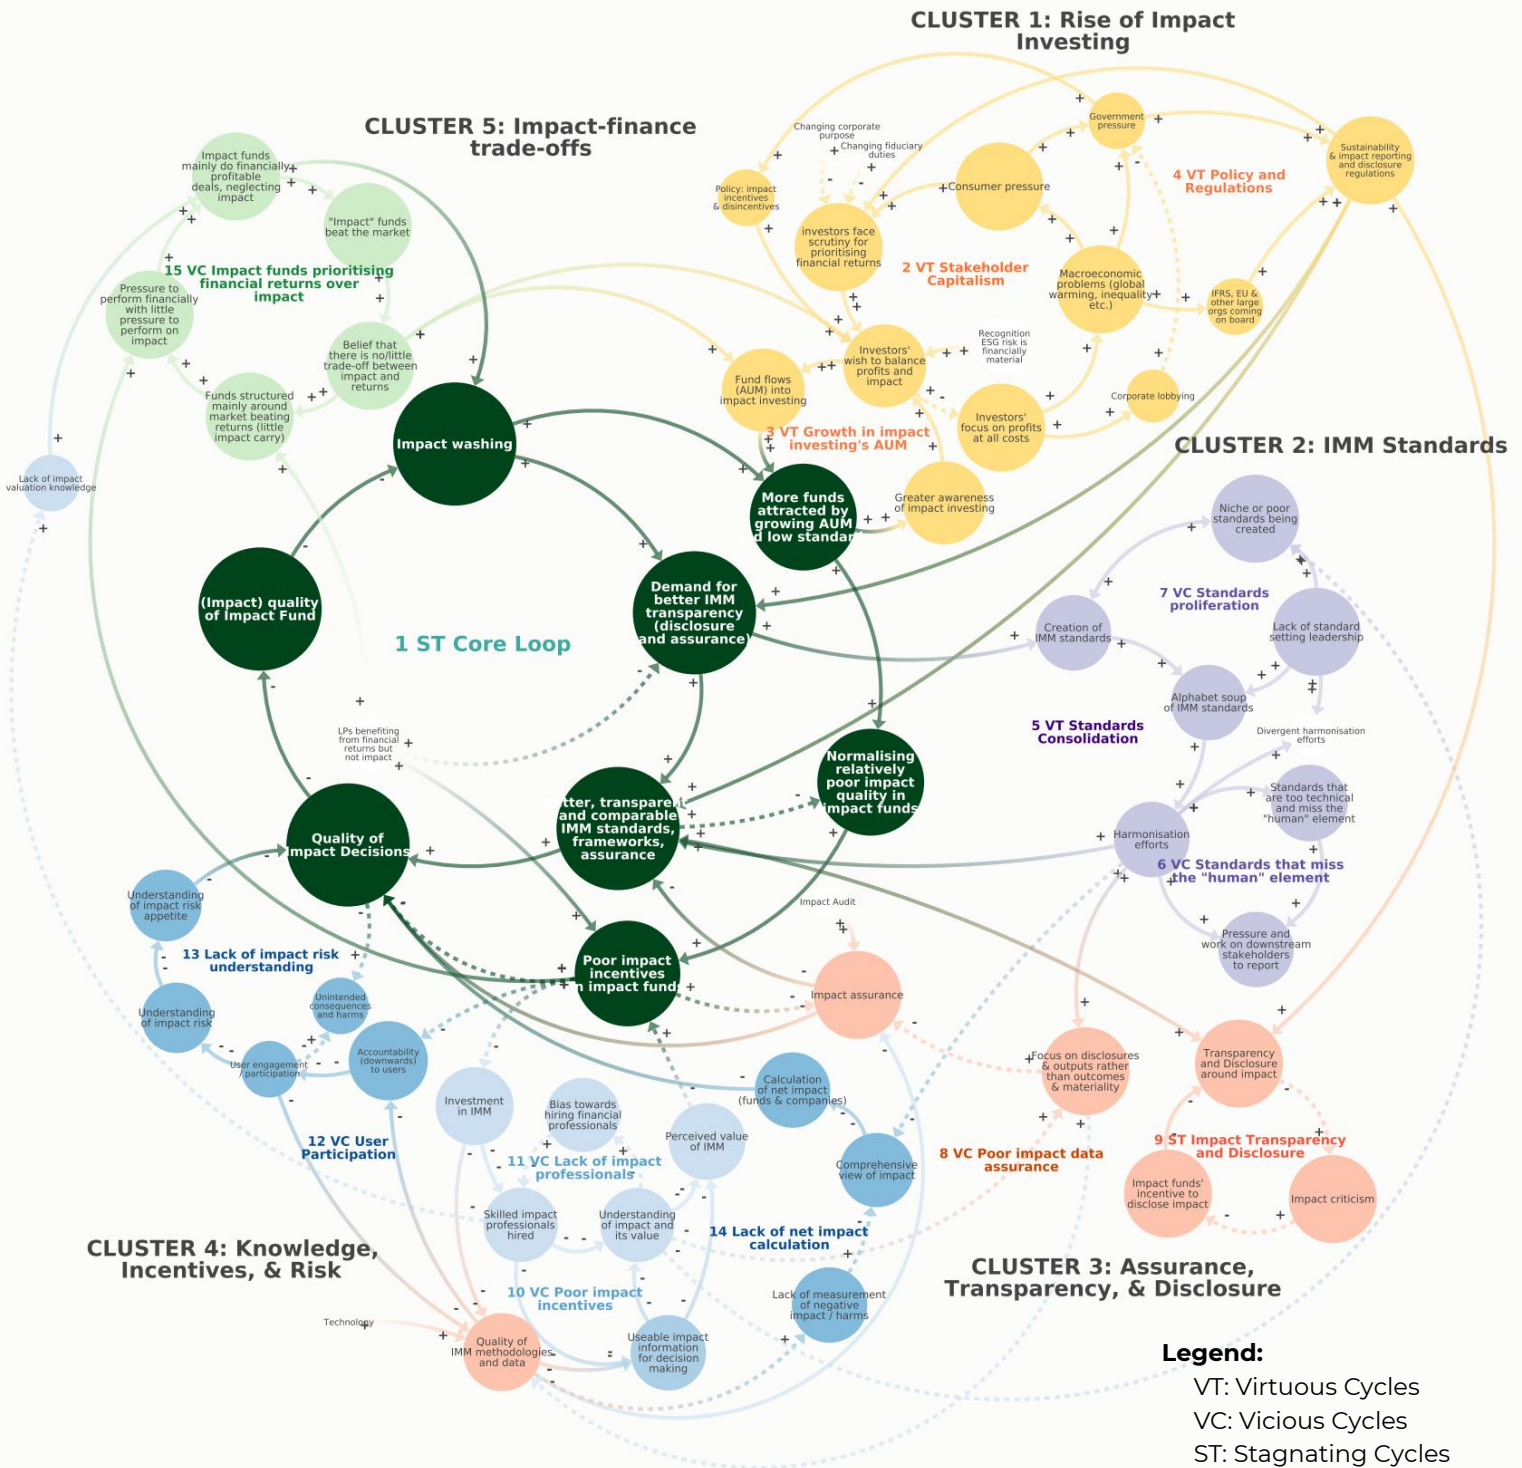 CLUSTER 1: Rise of Impact
Investing
CLUSTER 5: Impact-finance
trade-offs
Changing corporate
purpose
Changing fiduciary
duties
Government
pressure
Sustainability
& impact reporting
and disclosure
regulations
4 VT Policy and
Regulations
Consumer pressure
Policy: impact
incentives
& disincentives
investors face
scrutiny for
prioritising
financial returns
2 VT Stakeholder
Capitalism
Macroeconomic
problems (global
warming, inequality
etc.)
IFRS, EU &
other large
orgs coming
on board
Recognition
ESG risk is
financially
material
Investors'
wish to balance
profits and
impact
Fund flows
(AUM) into
impact investing
Corporate lobbying
Investors'
focus on profits
at all costs
3 VT Growth in impact
investing's AUM
Greater awareness
of impact investing
Impact funds
mainly do financially
profitable
deals, neglecting
impact
"Impact" funds
beat the market
15 VC Impact funds prioritising
financial returns over
impact
Pressure to
perform financially
with little
pressure to
perform on
impact
Belief that
there is no/little
trade-off between
impact and
returns
Funds structured
mainly around
market beating
returns (little
impact carry)
Lack of impact
valuation knowledge
Impact washing
More funds
attracted by
growing AUM
d low standar
CLUSTER 2: IMM Standards
Niche or poor
standards being
created
7 VC Standards
proliferation
Creation of
IMM standards
Lack of standard
setting leadership
Alphabet soup
of IMM standards
5 VT Standards
Consolidation
Divergent harmonisation
efforts
Standards that
are too technical
and miss the
"human" element
Harmonisation
efforts
6 VC Standards that miss
the "human" element
Pressure and
work on downstream
stakeholders
to report
(Impact) quality
of Impact Fund
1 ST Core Loop
Demand for
better IMM
transparency
(disclosure
and assurance)
LPs benefiting
from financial
returns but
not impact
Normalising
relatively
poor impact
quality in
impact funds
tter, transpare
and comparable
IMM standards,
frameworks,
assurance
Quality of
Impact Decisions
Poor impact
incentives
n impact fund
Impact Audit
Impact assurance
Understanding
of impact risk
appetite
13 Lack of impact risk
understanding
Understanding
of impact risk
Unintended
consequences
and harms
User engagement
/ participation
Accountability
(downwards)
to users
12 VC User
Participation
Investment
in IMM
Bias towards
hiring financial
professionals
Perceived value
of IMM
Calculation
of net impact
(funds & companies)
11 VC Lack of impact
professionals
Comprehensive
view of impact
Skilled impact
professionals
hired
Understanding
of impact and
its value
14 Lack of net impact
calculation
10 VC Poor impact
incentives
Lack of measurement
of negative
impact / harms
Useable impact
information
for decision
making
CLUSTER 4: Knowledge,
Incentives, & Risk
Technology
Quality of
IMM methodologies
and data
Focus on disclosures
& outputs rather
than outcomes
& materiality
Transparency
and Disclosure
around impact
8 VC Poor impact data
assurance
9 ST Impact Transparency
and Disclosure
Impact funds'
incentive to
disclose impact
Impact criticism
CLUSTER 3: Assurance,
Transparency, & Disclosure
Legend:
VT: Virtuous Cycles
VC: Vicious Cycles
ST: Stagnating Cycles